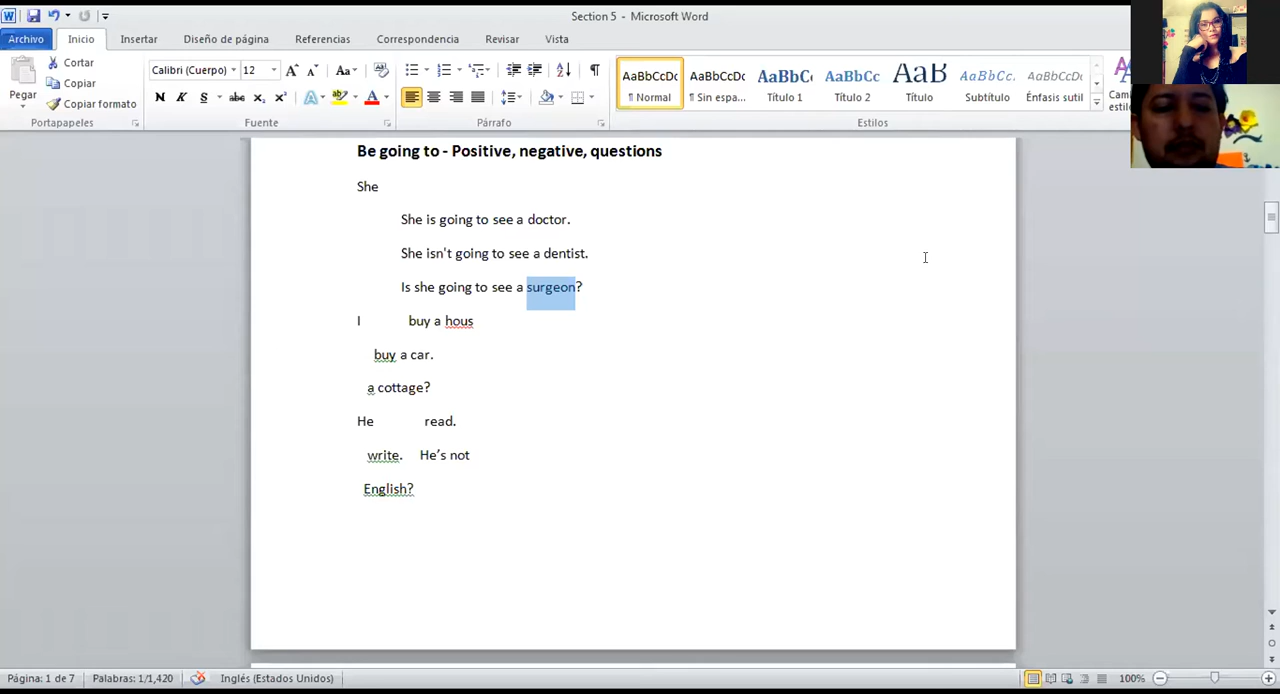 Section 5 - Microsoft Word
Archivo Inicio Insertar Diseño de página Referencias Correspondencia Revisar Vista
Pegar
Cortar
Copiar
Copiar formato
Portapapeles
Calibri (Cuerpo) 12
N K S abc x₂ x²
Fuente
Párrafo
AaBbCcDc AaBbCcDc AaBbC AaBbCc AaB AaBbCc. AaBbCcDc
¶ Normal ¶ Sin espa... Título 1 Título 2 Título Subtítulo Énfasis sutil
Estilos
Be going to - Positive, negative, questions
She
She is going to see a doctor.
She isn't going to see a dentist.
Is she going to see a surgeon?
I buy a hous
buy a car.
a cottage?
He read.
write. He's not
English?
Página: 1 de 7 Palabras: 1/1,420 Inglés (Estados Unidos) 100%